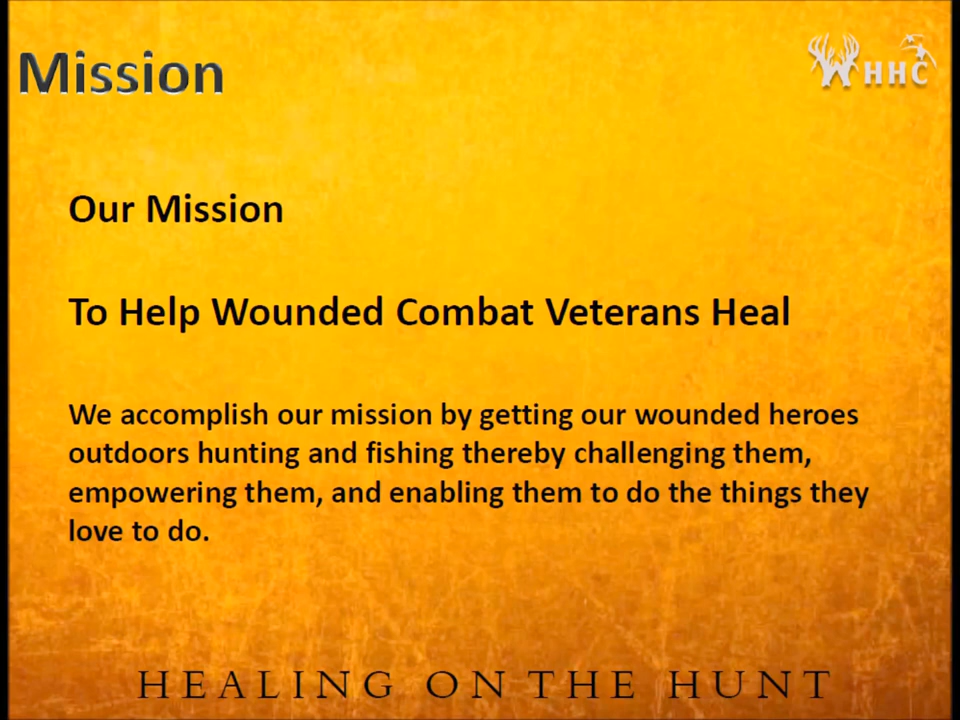 Mission
WHHC
Our Mission
To Help Wounded Combat Veterans Heal
We accomplish our mission by getting our wounded heroes
outdoors hunting and fishing thereby challenging them,
empowering them, and enabling them to do the things they
love to do.
HEALING ON THE HUNT